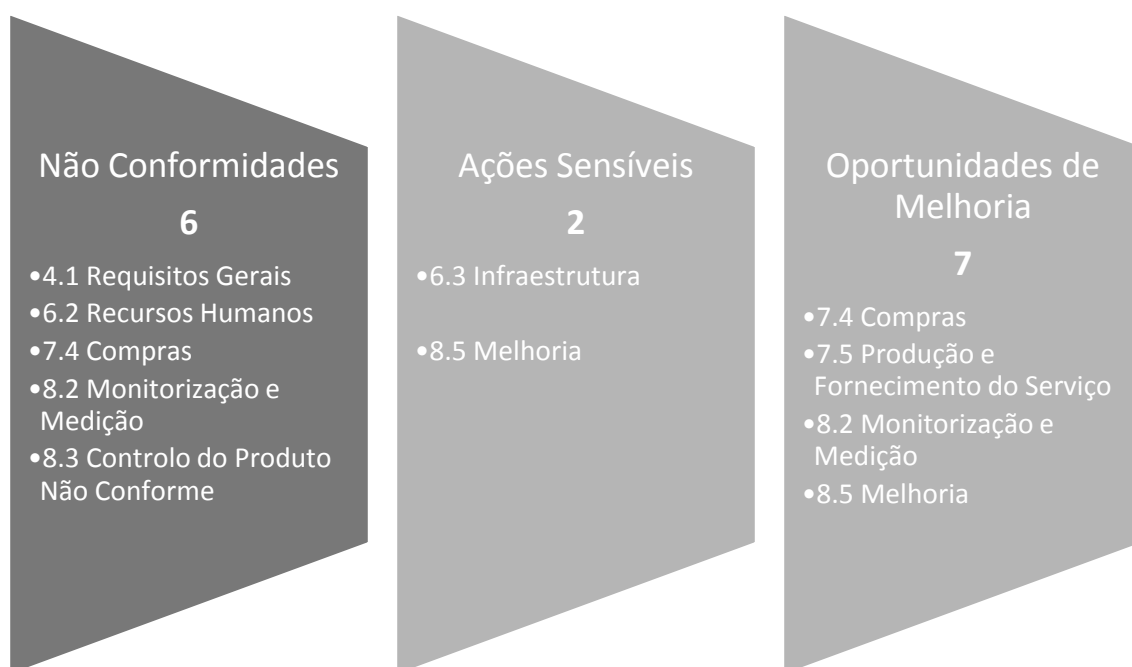 Não Conformidades
6
•4.1 Requisitos Gerais
•6.2 Recursos Humanos
•7.4 Compras
•8.2 Monitorização e
Medição
•8.3 Controlo do Produto
Não Conforme
Ações Sensíveis
2
•6.3 Infraestrutura
•8.5 Melhoria
Oportunidades de
Melhoria
7
•7.4 Compras
•7.5 Produção e
Fornecimento do Serviço
•8.2 Monitorização e
Medição
•8.5 Melhoria